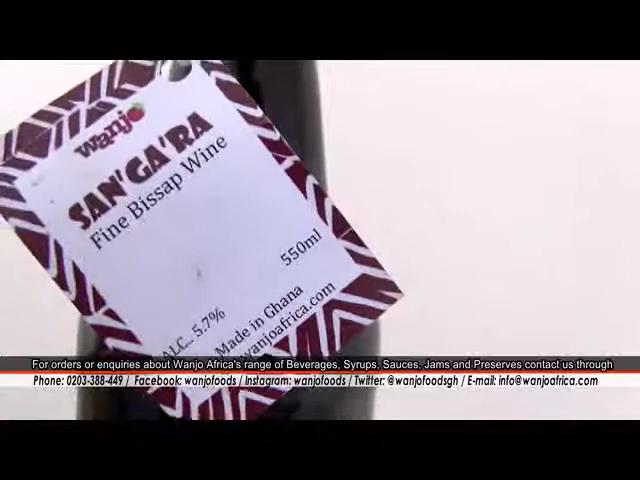 wanjo
SAN'GA'RA
Fine Bissap Wine
550ml
ALC.. 5.7%
Made in Ghana
wanjoafrica.com
For orders or enquiries about Wanjo Africa's range of Beverages, Syrups, Sauces, Jams and Preserves contact us through
Phone: 0203-388-449 / Facebook: wanjofoods / Instagram: wanjofoods / Twitter: @wanjofoodsgh / E-mail: info@wanjoafrica.com